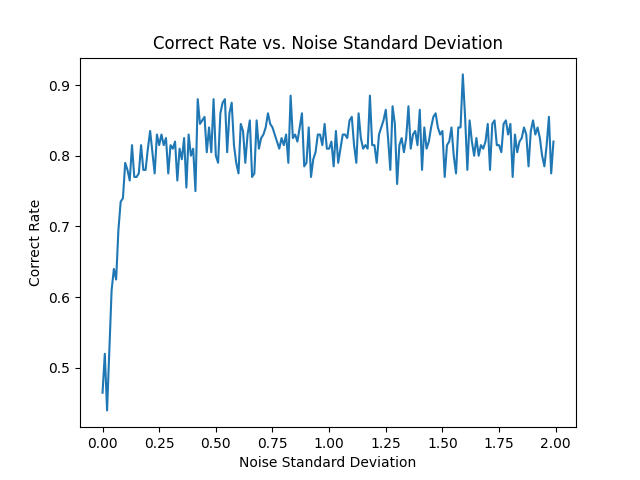 Correct Rate vs. Noise Standard Deviation
0.9
0.8
0.7
0.6
0.5
Correct Rate
0.00 0.25 0.50 0.75 1.00 1.25 1.50 1.75 2.00
Noise Standard Deviation